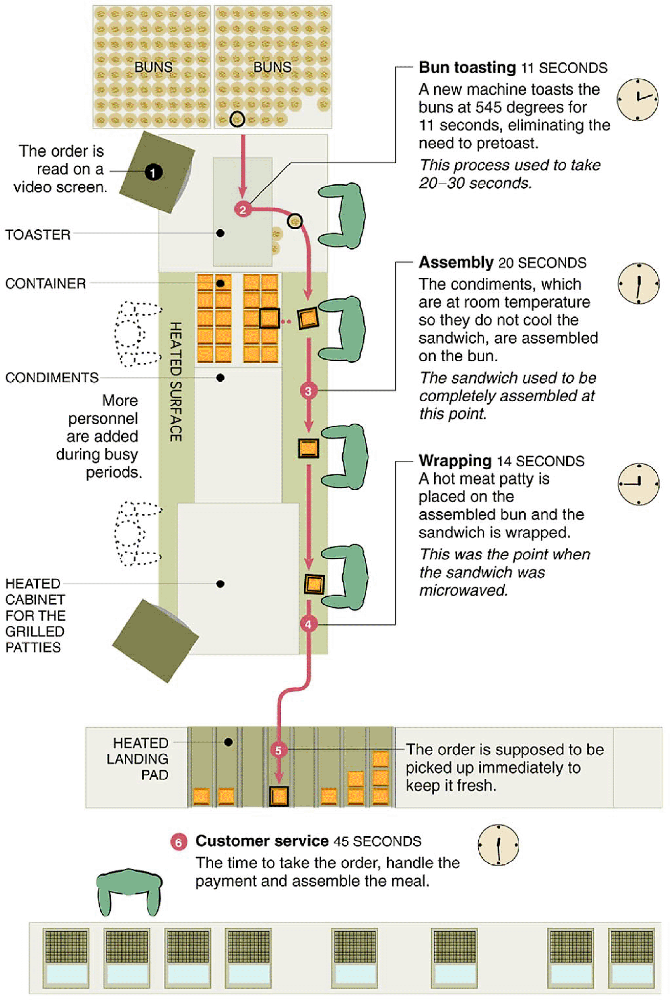 BUNS
BUNS
Bun toasting 11 SECONDS
A new machine toasts the
buns at 545 degrees for
11 seconds, eliminating the
need to pretoast.
This process used to take
20–30 seconds.
The order is
read on a
video screen.
1
2
TOASTER
CONTAINER
Assembly 20 SECONDS
The condiments, which
are at room temperature
so they do not cool the
sandwich, are assembled
on the bun.
The sandwich used to be
completely assembled at
this point.
HEATED SURFACE
CONDIMENTS
3
More
personnel
are added
during busy
periods.
Wrapping 14 SECONDS
A hot meat patty is
placed on the
assembled bun and the
sandwich is wrapped.
This was the point when
the sandwich was
microwaved.
HEATED
CABINET
FOR THE
GRILLED
PATTIES
4
HEATED
LANDING
PAD
5
The order is supposed to be
picked up immediately to
keep it fresh.
6 Customer service 45 SECONDS
The time to take the order, handle the
payment and assemble the meal.